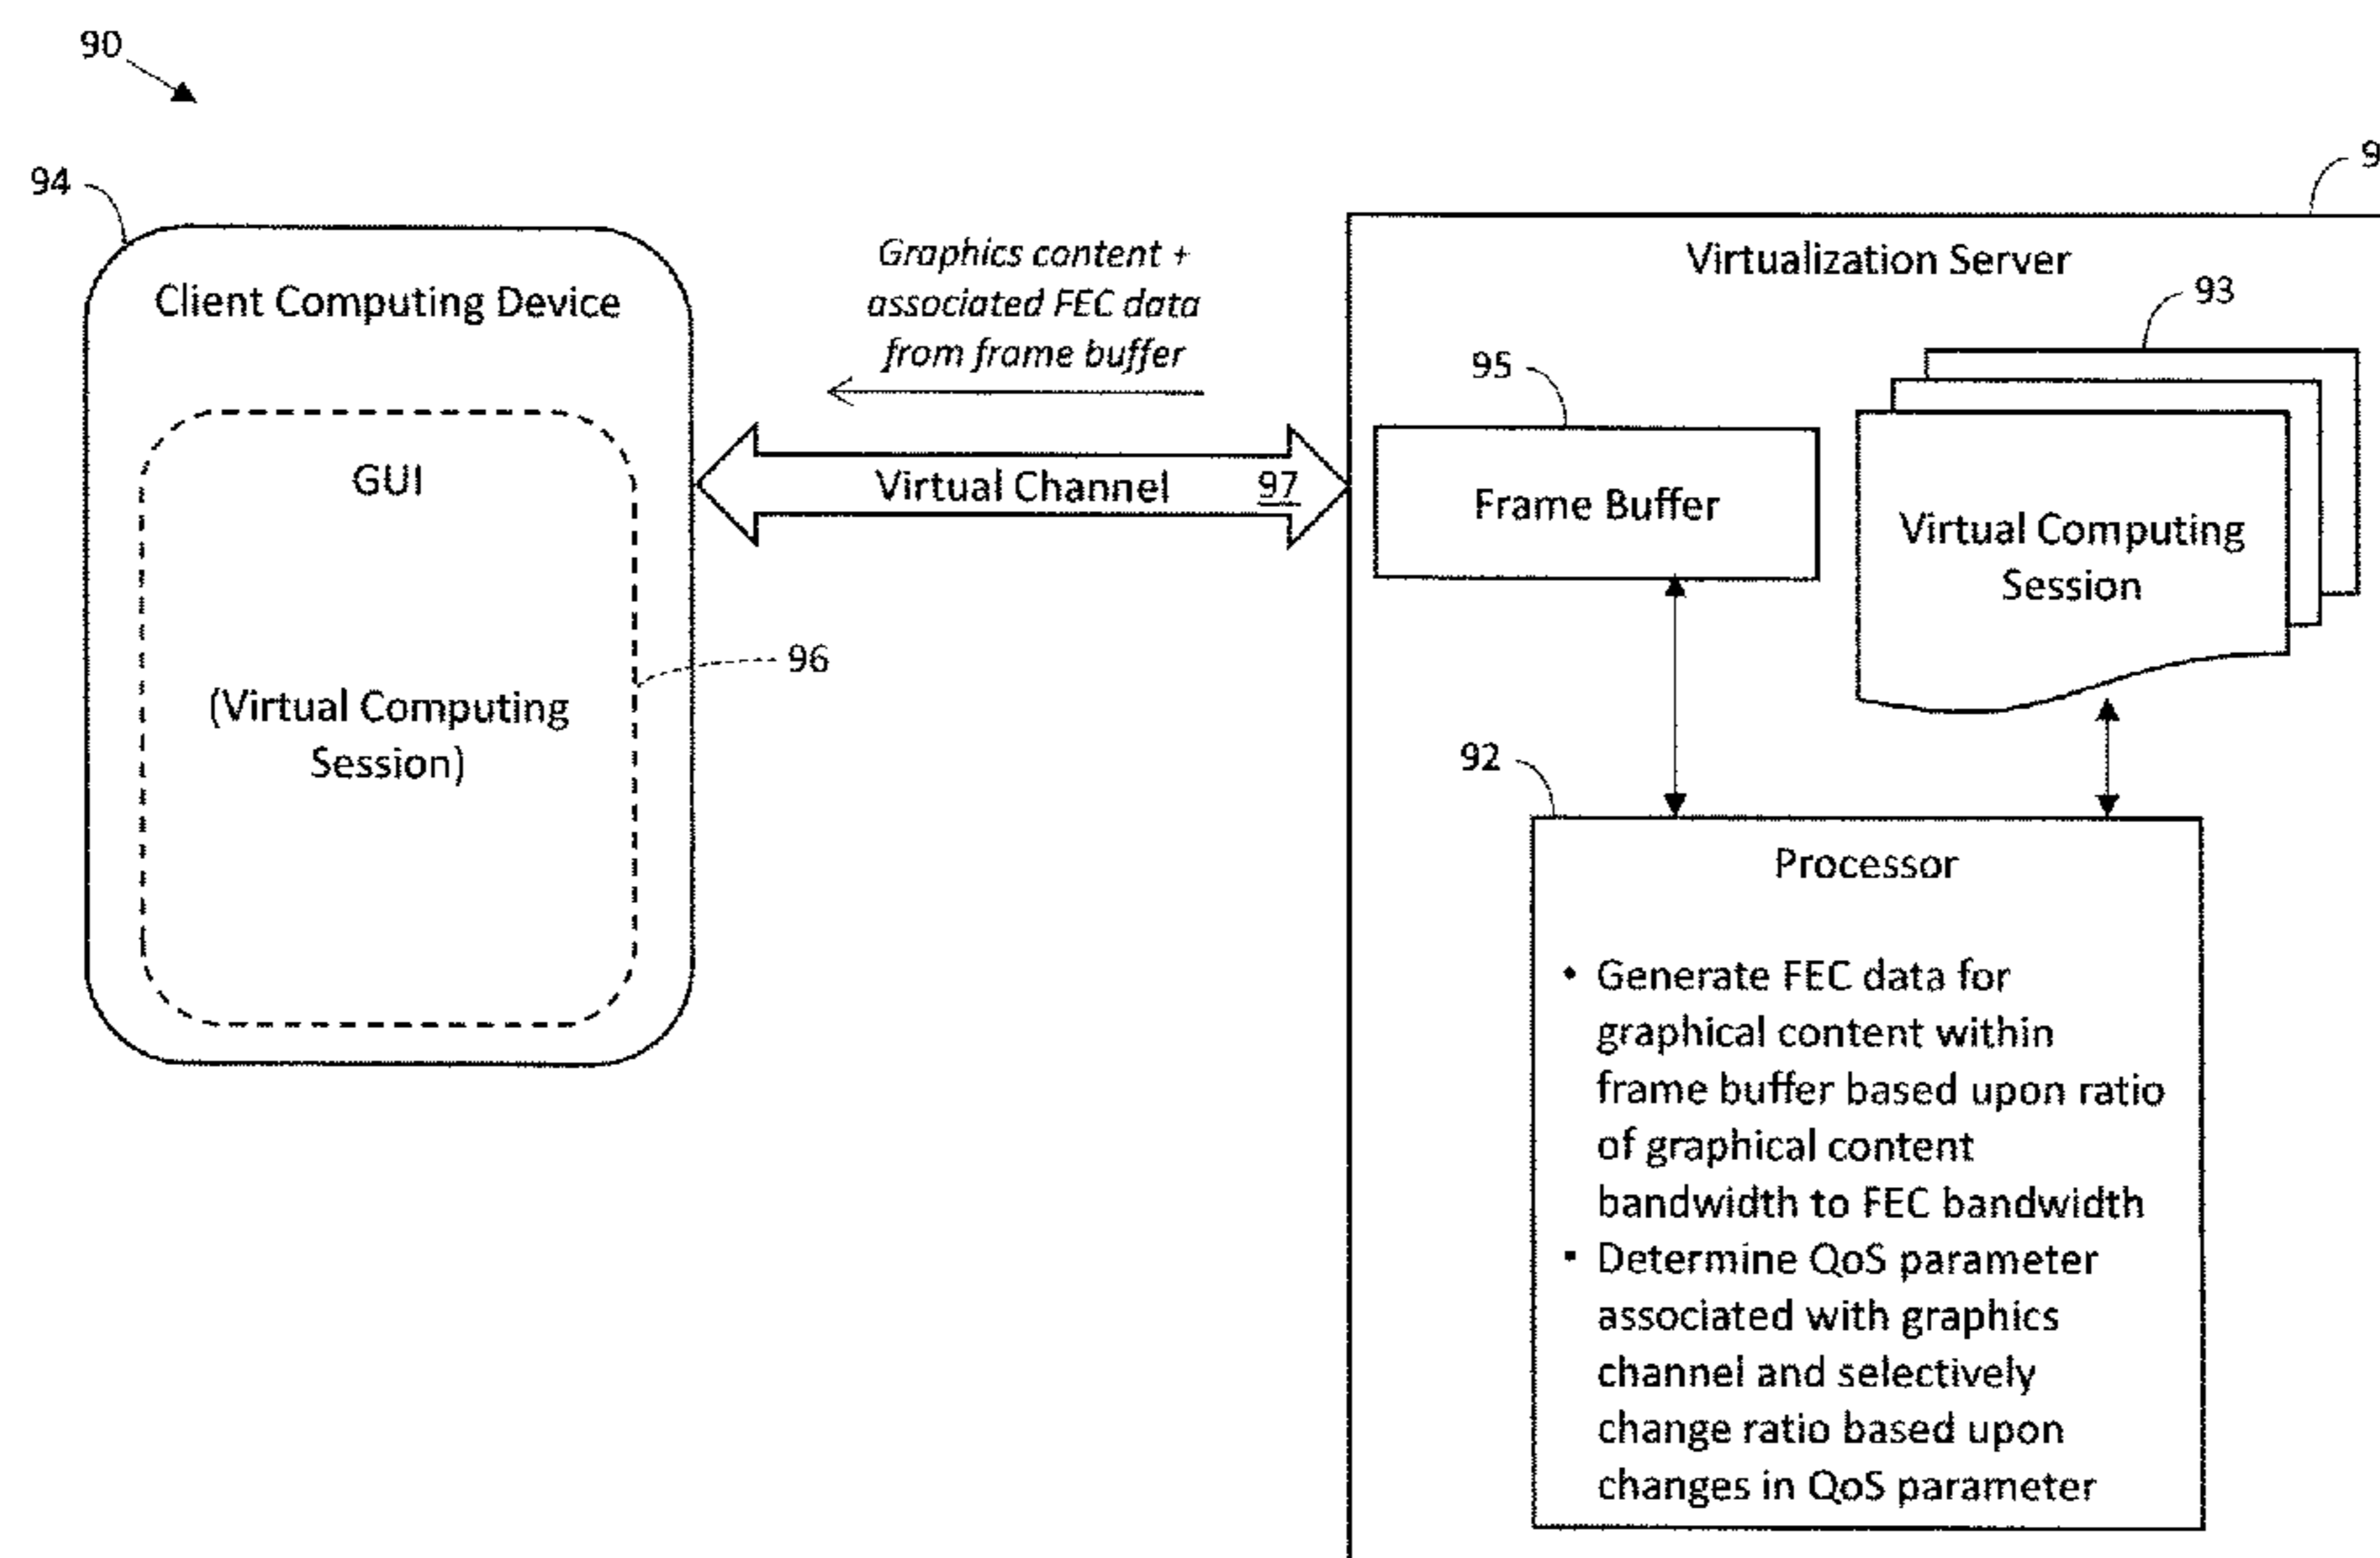 90
94
Client Computing Device
GUI
(Virtual Computing
Session)
96
Graphics content +
associated FEC data
from frame buffer
Virtual Channel 97
Virtualization Server
93
95
Frame Buffer
Virtual Computing
Session
92
Processor
• Generate FEC data for
graphical content within
frame buffer based upon ratio
of graphical content
bandwidth to FEC bandwidth
• Determine QoS parameter
associated with graphics
channel and selectively
change ratio based upon
changes in QoS parameter